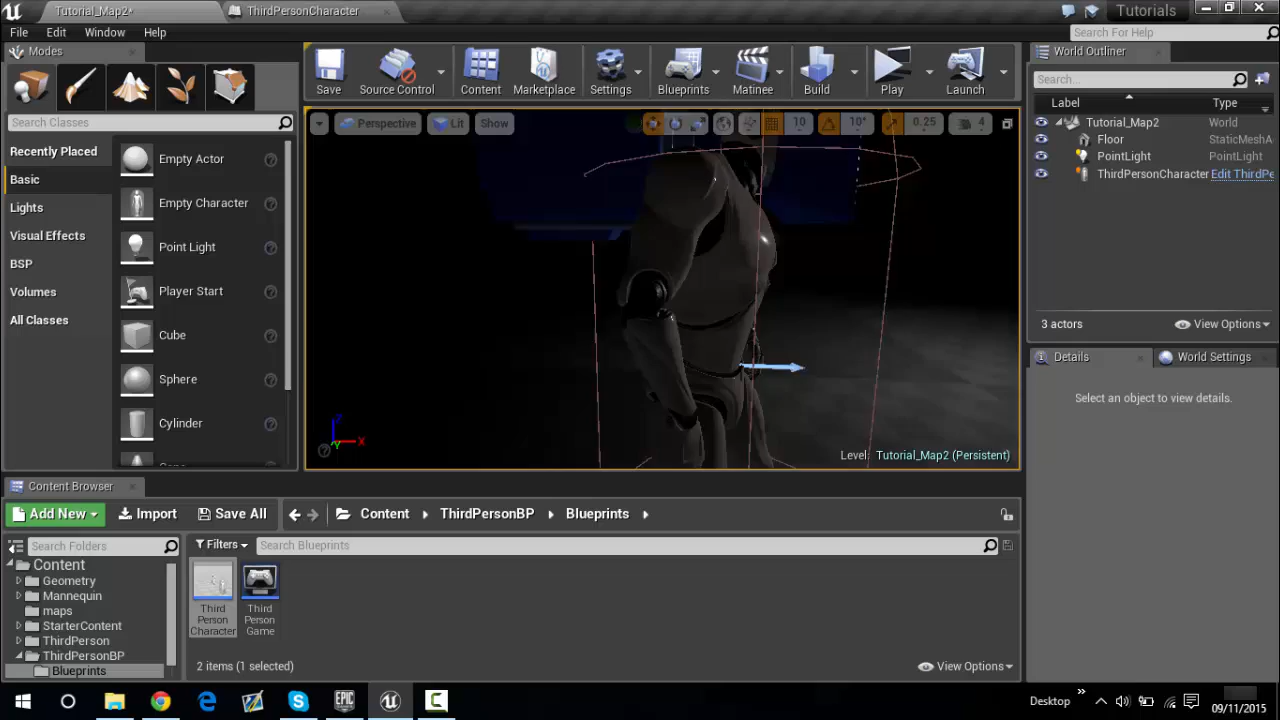 Tutorial_Map2*
ThirdPersonCharacter
Tutorials
File Edit Window Help
Search For Help
Modes
Save
Source Control
Content
Marketplace
Settings
Blueprints
Matinee
Build
Play
Launch
World Outliner
Search...
Label
Type
Search Classes
Perspective
Lit
Show
10
10°
0.25
4
Recently Placed
Basic
Lights
Visual Effects
BSP
Volumes
All Classes
Empty Actor
Empty Character
Point Light
Player Start
Cube
Sphere
Cylinder
Tutorial_Map2 World
Floor StaticMeshA
PointLight PointLight
ThirdPersonCharacter Edit ThirdPe
3 actors
View Options
Details
World Settings
Select an object to view details.
Z
X
Y
Level: Tutorial_Map2 (Persistent)
Content Browser
Add New
Import
Save All
Content
ThirdPersonBP
Blueprints
Search Folders
Filters
Search Blueprints
Content
Geometry
Mannequin
maps
StarterContent
ThirdPerson
ThirdPersonBP
Blueprints
Third
Person
Character
Third
Person
Game
2 items (1 selected)
View Options
EPIC
GAMES
Desktop
09/11/2015